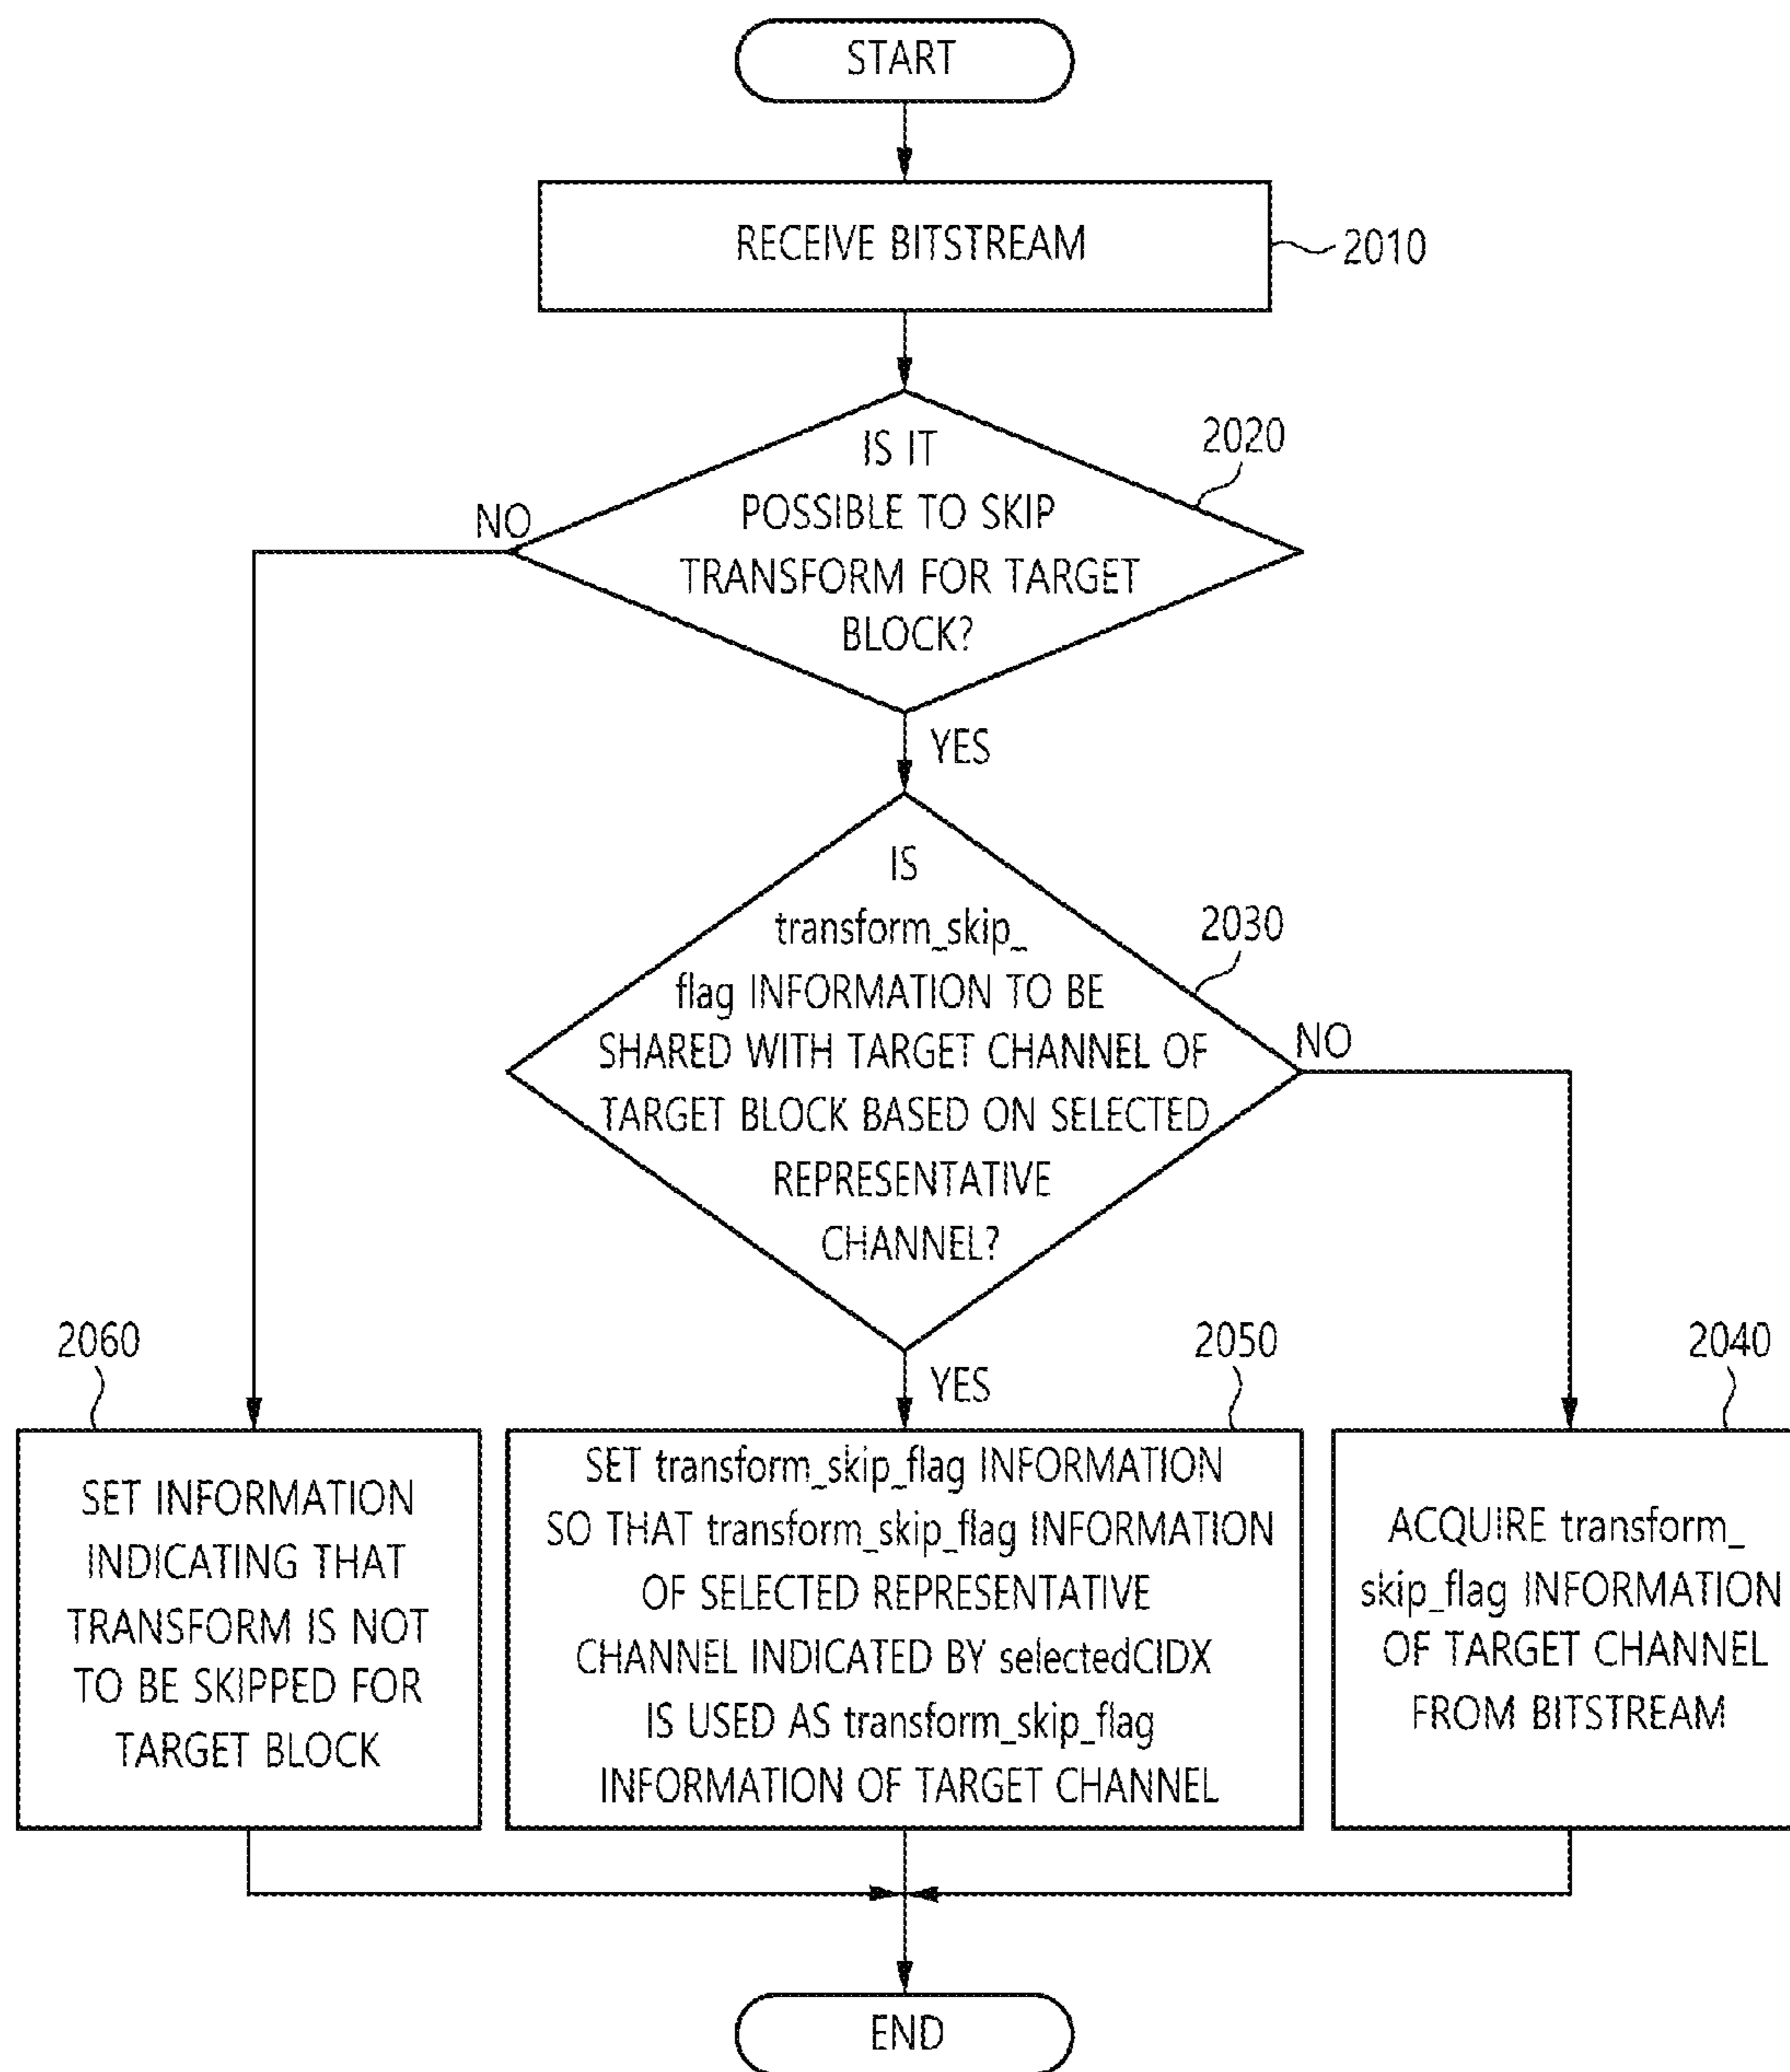 START
RECEIVE BITSTREAM
2010
IS IT
POSSIBLE TO SKIP
TRANSFORM FOR TARGET
BLOCK?
2020
NO
YES
IS
transform_skip_
flag INFORMATION TO BE
SHARED WITH TARGET CHANNEL OF
TARGET BLOCK BASED ON SELECTED
REPRESENTATIVE
CHANNEL?
2030
NO
YES
2060
SET INFORMATION
INDICATING THAT
TRANSFORM IS NOT
TO BE SKIPPED FOR
TARGET BLOCK
2050
SET transform_skip_flag INFORMATION
SO THAT transform_skip_flag INFORMATION
OF SELECTED REPRESENTATIVE
CHANNEL INDICATED BY selectedCIDX
IS USED AS transform_skip_flag
INFORMATION OF TARGET CHANNEL
2040
ACQUIRE transform_
skip_flag INFORMATION
OF TARGET CHANNEL
FROM BITSTREAM
END